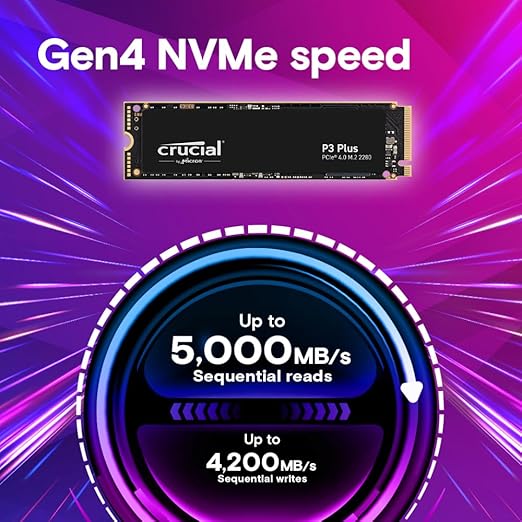 Gen4 NVMe speed
crucial
by Micron
P3 Plus
PCIe® 4.0 M.2 2280
Up to
5,000MB/s
Sequential reads
Up to
4,200MB/s
Sequential writes